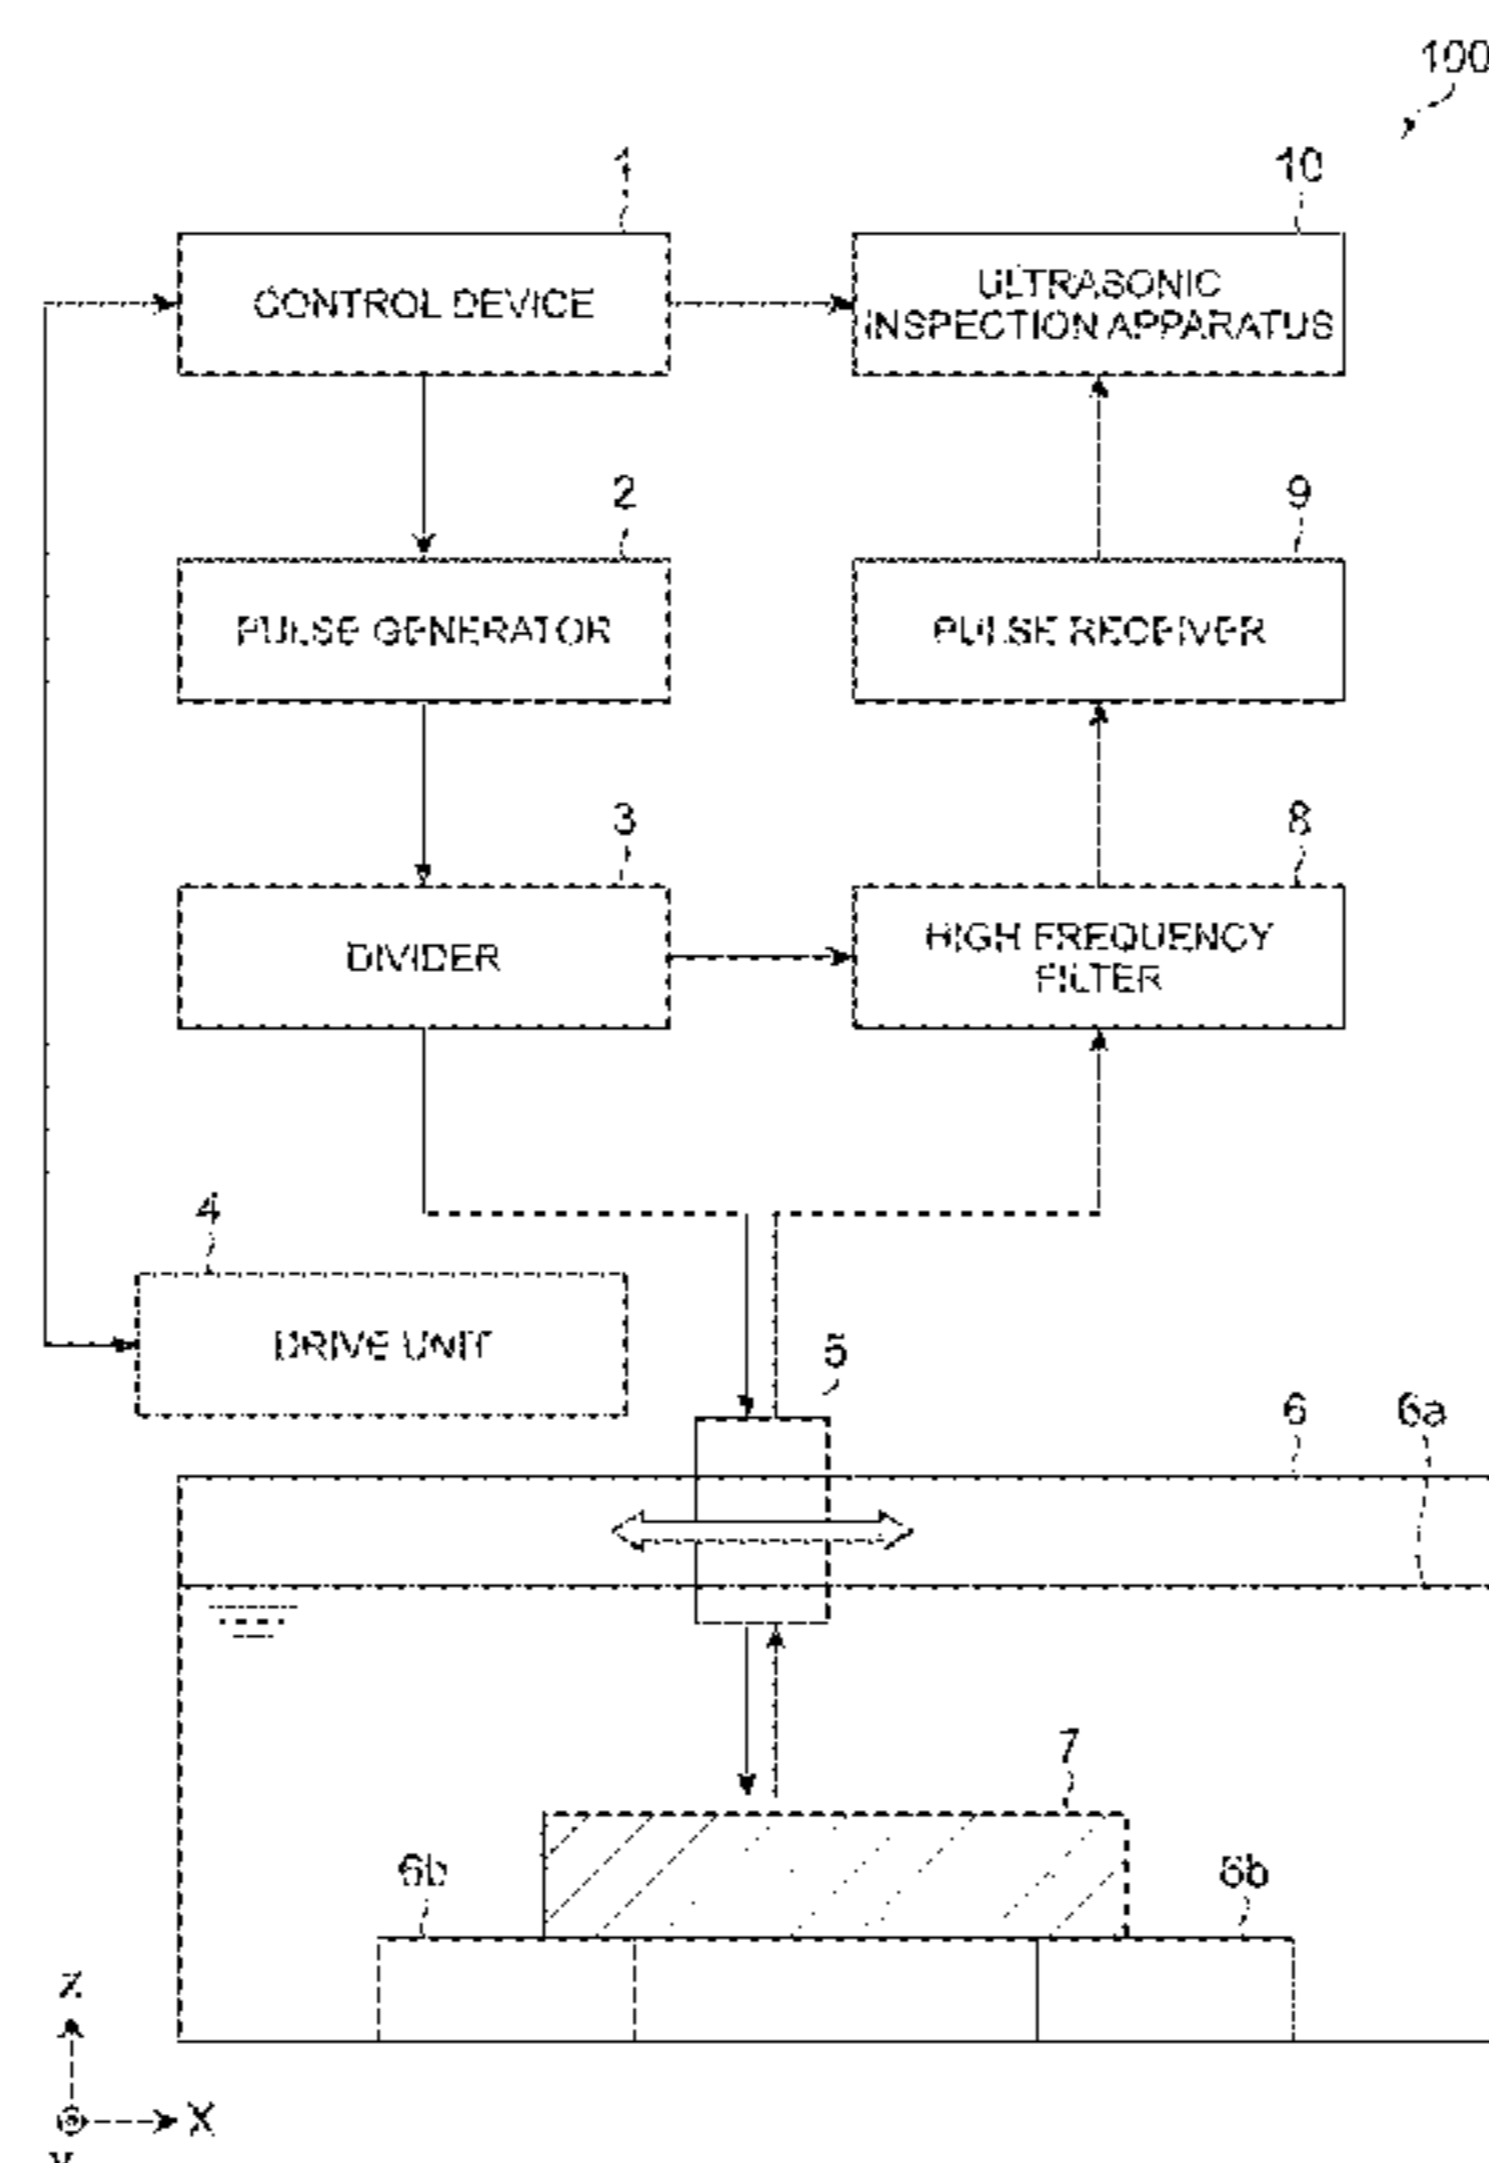 100
1
10
CONTROL DEVICE
ULTRASONIC
INSPECTION APPARATUS
2
9
PULSE GENERATOR
PULSE RECEIVER
3
8
DIVIDER
HIGH FREQUENCY
FILTER
4
DRIVE UNIT
5
6
6a
7
6b
6b
Z
X
Y